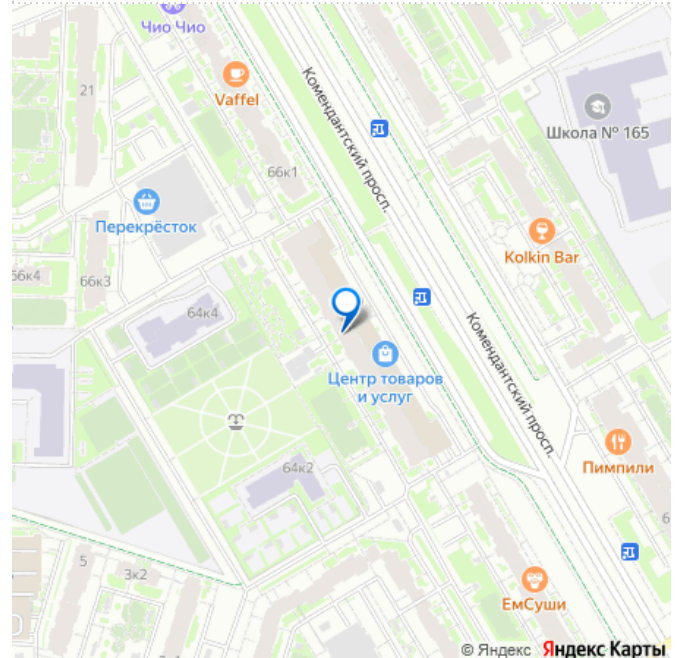 Чио Чио
21
Vaffel
Комендантский просп.
Школа № 165
66к1
Перекрёсток
Kolkin Bar
66к3
64к4
Комендантский просп.
Центр товаров
и услуг
Пимпили
64к2
5
3к2
ЕмСуши
© Яндекс Яндекс Карты